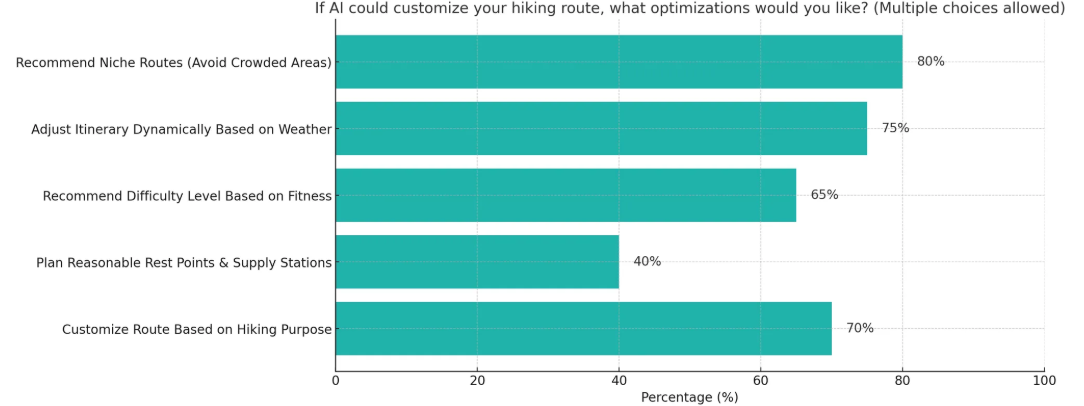 If AI could customize your hiking route, what optimizations would you like? (Multiple choices allowed)
Recommend Niche Routes (Avoid Crowded Areas)
80%
Adjust Itinerary Dynamically Based on Weather
75%
Recommend Difficulty Level Based on Fitness
65%
Plan Reasonable Rest Points & Supply Stations
40%
Customize Route Based on Hiking Purpose
70%
0 20 40 60 80 100
Percentage (%)